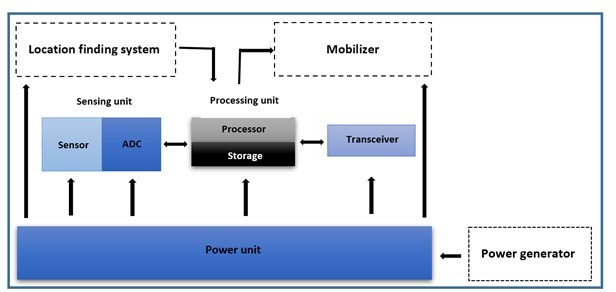 Location finding system
Mobilizer
Sensing unit
Processing unit
Sensor
ADC
Processor
Storage
Transceiver
Power unit
Power generator